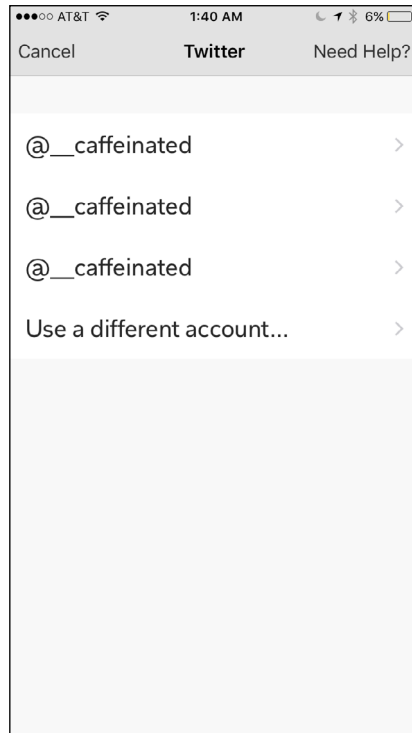 ●●●○○ AT&T 1:40 AM 6%
Cancel Twitter Need Help?
@__caffeinated
@__caffeinated
@__caffeinated
Use a different account...